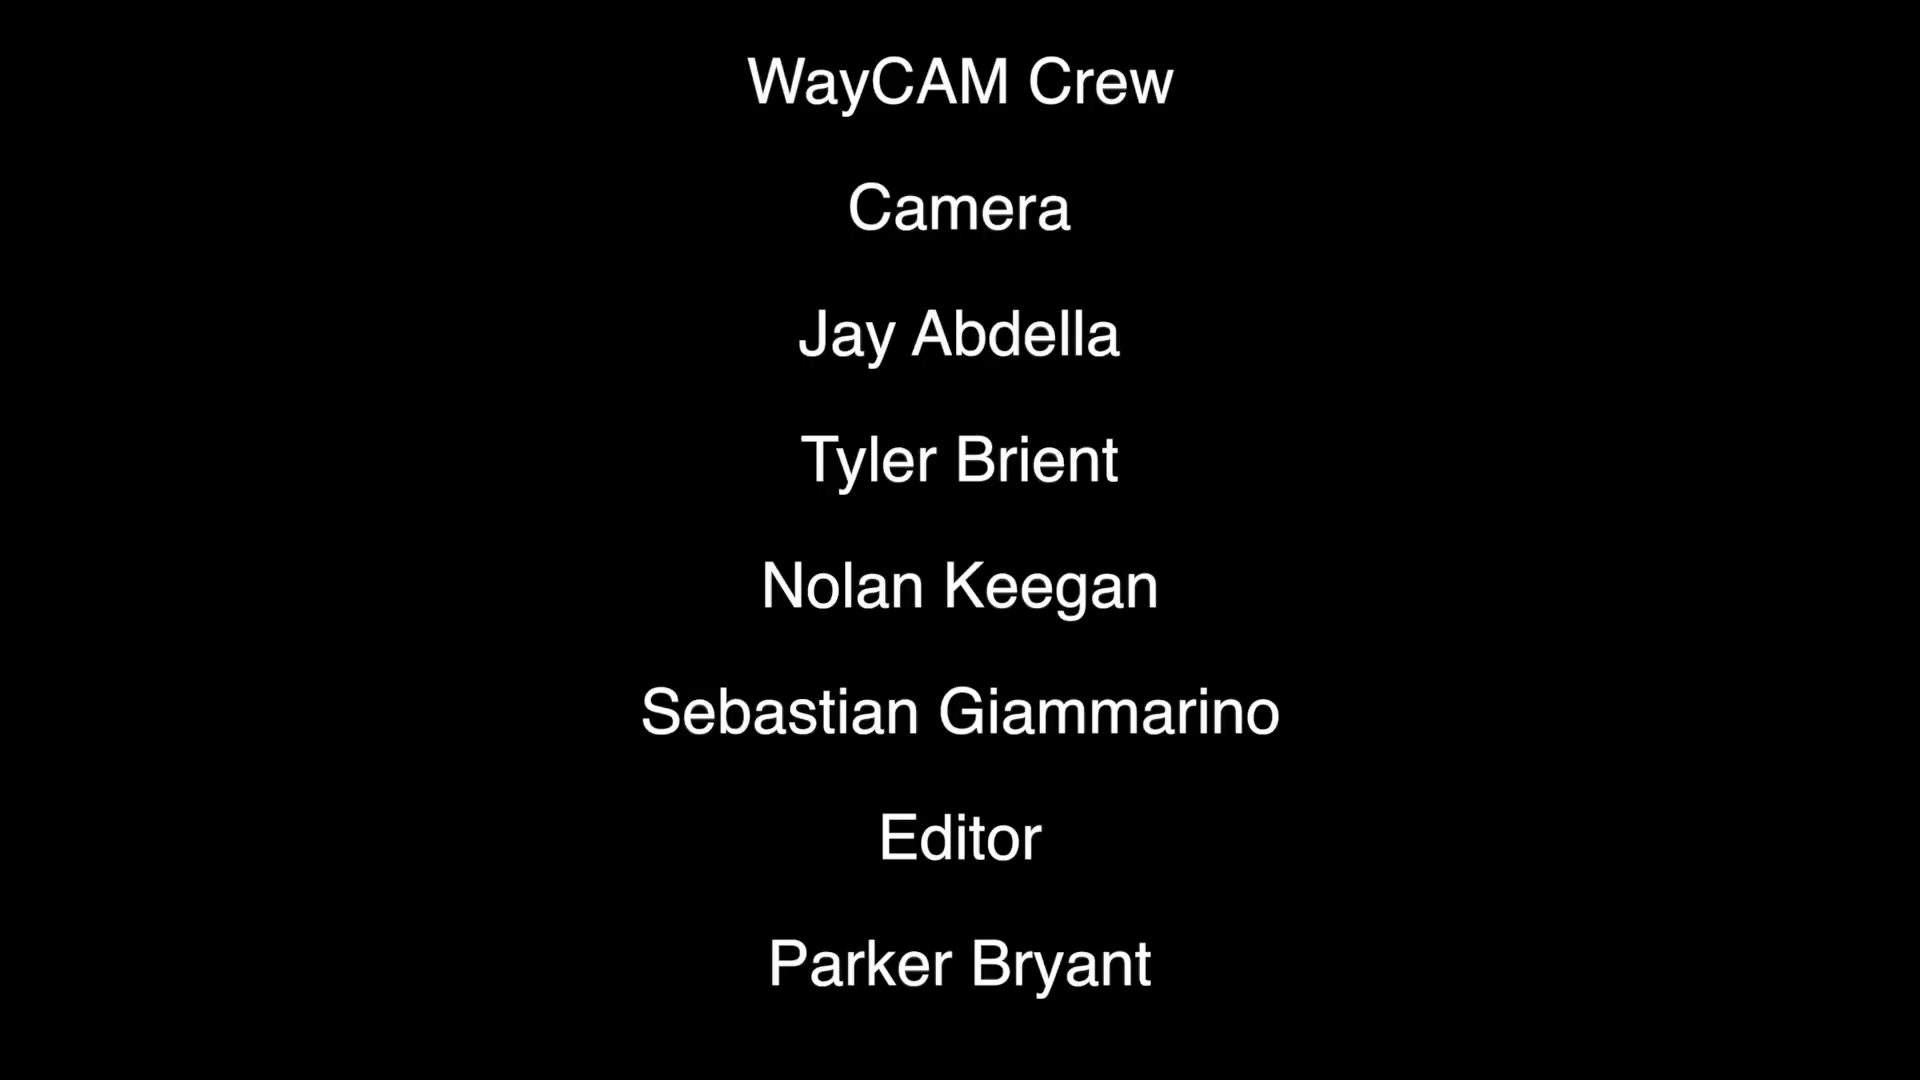 WayCAM Crew
Camera
Jay Abdella
Tyler Brient
Nolan Keegan
Sebastian Giammarino
Editor
Parker Bryant